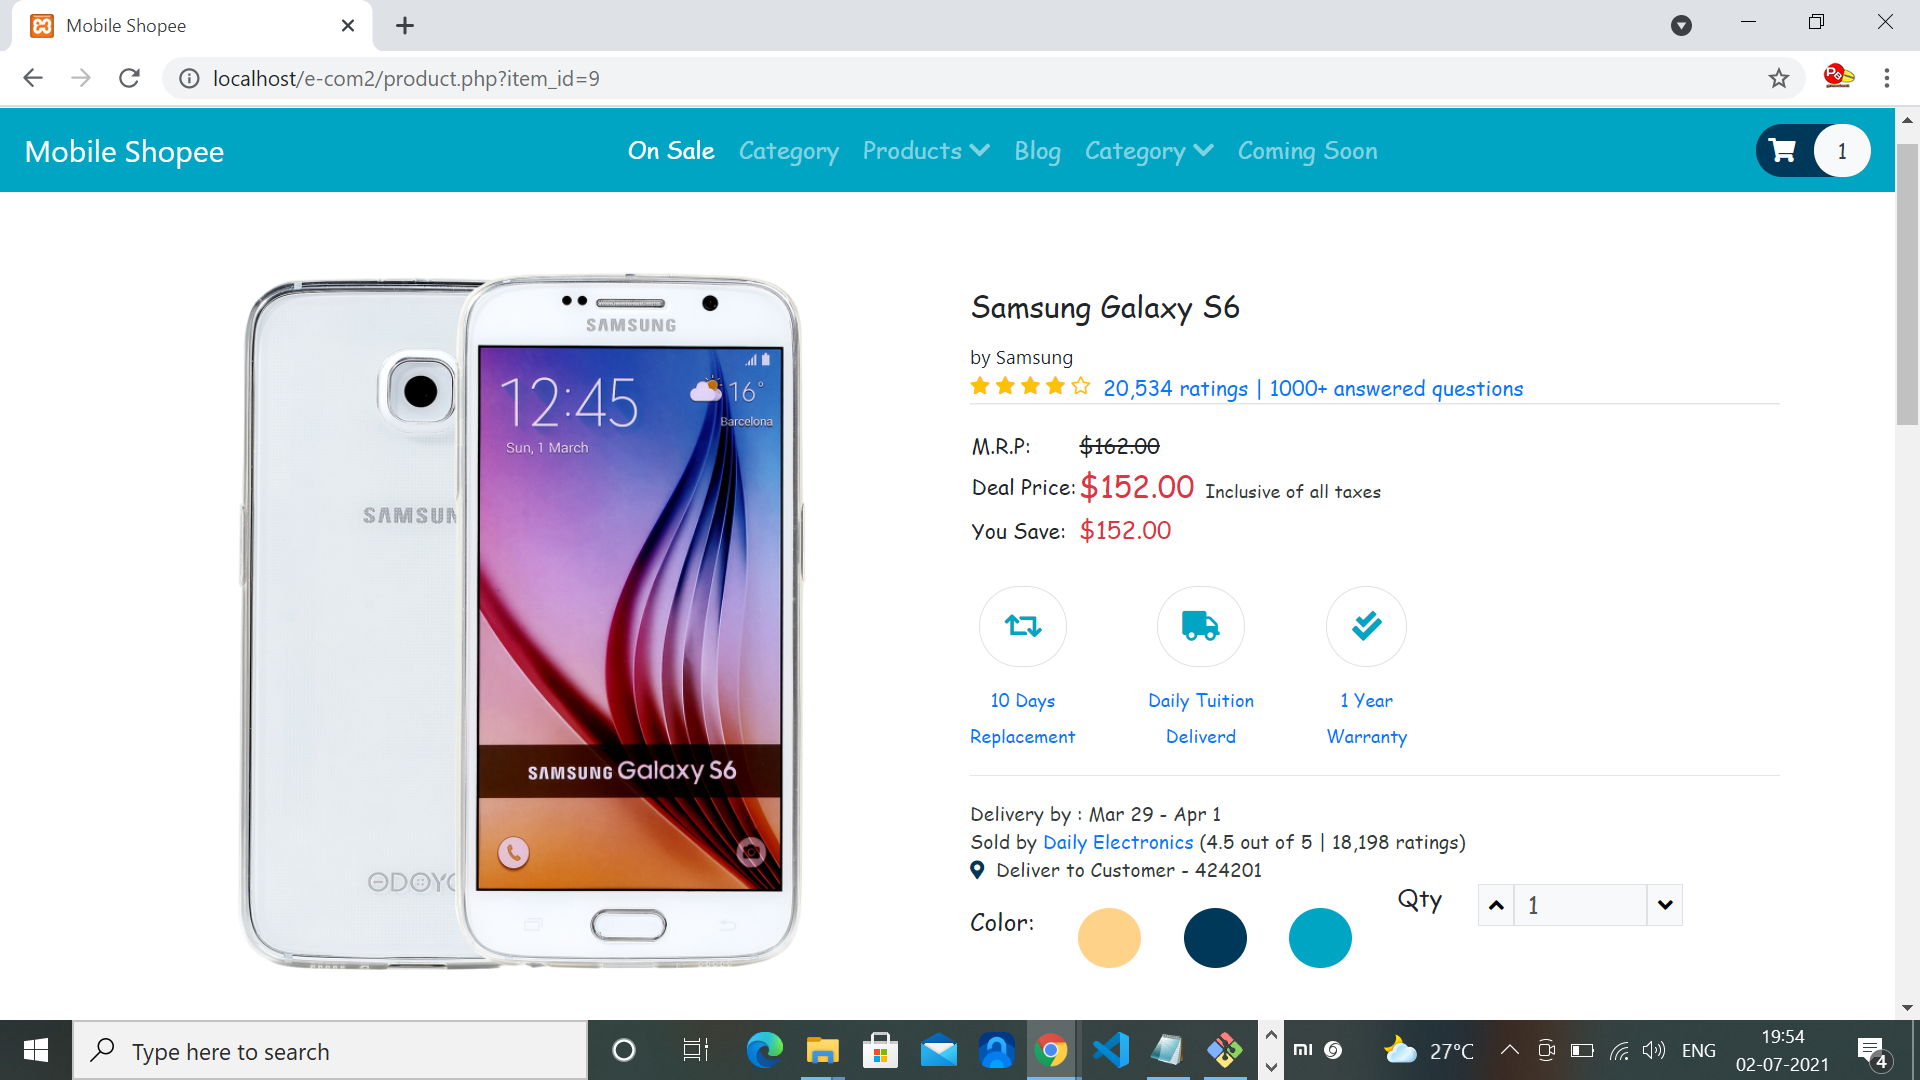 Mobile Shopee
localhost/e-com2/product.php?item_id=9
Mobile Shopee
On Sale Category Products Blog Category Coming Soon
1
SAMSUNG
12:45
16°
Barcelona
Sun, 1 March
SAMSUN
SAMSUNG Galaxy S6
ODOYO
Samsung Galaxy S6
by Samsung
20,534 ratings | 1000+ answered questions
M.R.P: $162.00
Deal Price: $152.00 Inclusive of all taxes
You Save: $152.00
10 Days Daily Tuition 1 Year
Replacement Deliverd Warranty
Delivery by : Mar 29 - Apr 1
Sold by Daily Electronics (4.5 out of 5 | 18,198 ratings)
Deliver to Customer - 424201
Color:
Qty 1
Type here to search
27°C
ENG
19:54
02-07-2021
4